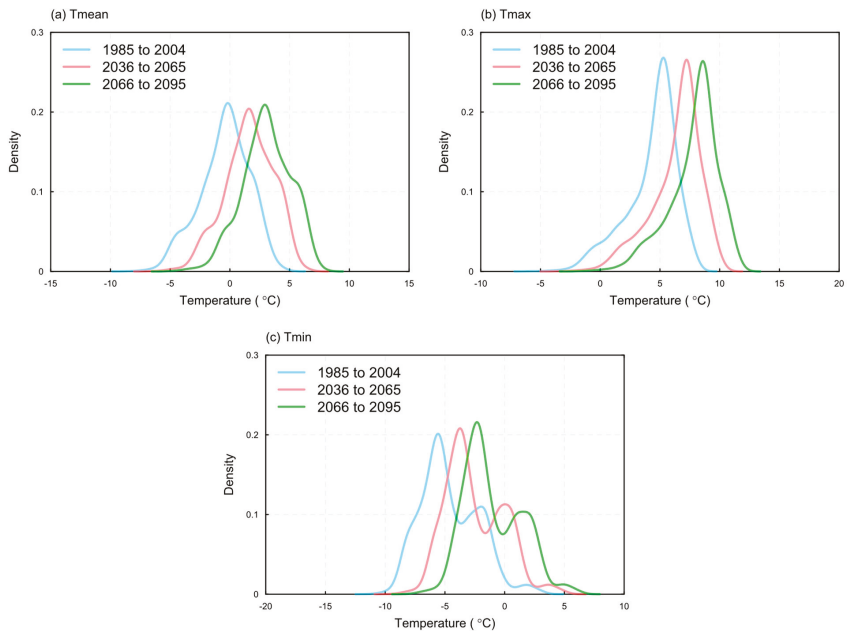 (a) Tmean
0.3
0.2
0.1
0
Density
1985 to 2004
2036 to 2065
2066 to 2095
-15 -10 -5 0 5 10 15
Temperature ( °C)
(b) Tmax
0.3
0.2
0.1
0
Density
1985 to 2004
2036 to 2065
2066 to 2095
-10 -5 0 5 10 15 20
Temperature ( °C)
(c) Tmin
0.3
0.2
0.1
0
Density
1985 to 2004
2036 to 2065
2066 to 2095
-20 -15 -10 -5 0 5 10
Temperature ( °C)